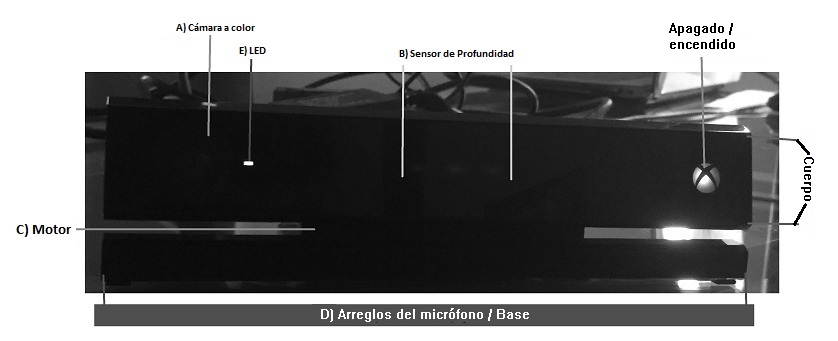 A) Cámara a color
E) LED
B) Sensor de Profundidad
Apagado /
encendido
Cuerpo
C) Motor
D) Arreglos del micrófono / Base